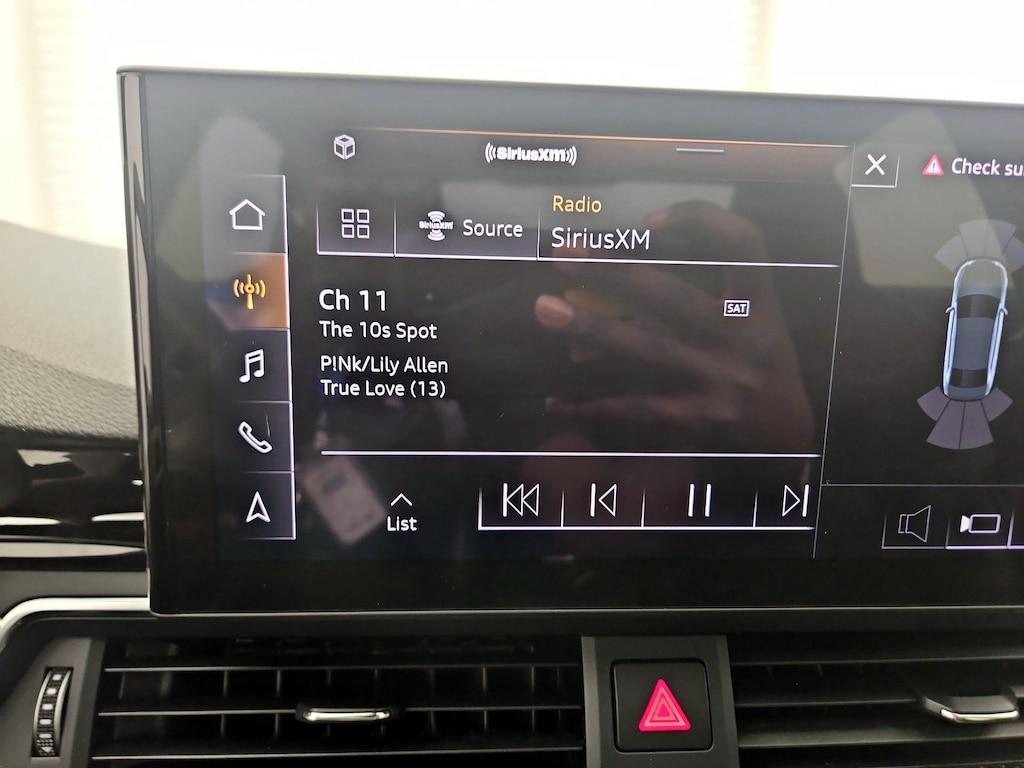 SiriusXM
Check su
SiriusXM Source
Radio
SiriusXM
Ch 11
SAT
The 10s Spot
P!Nk/Lily Allen
True Love (13)
List